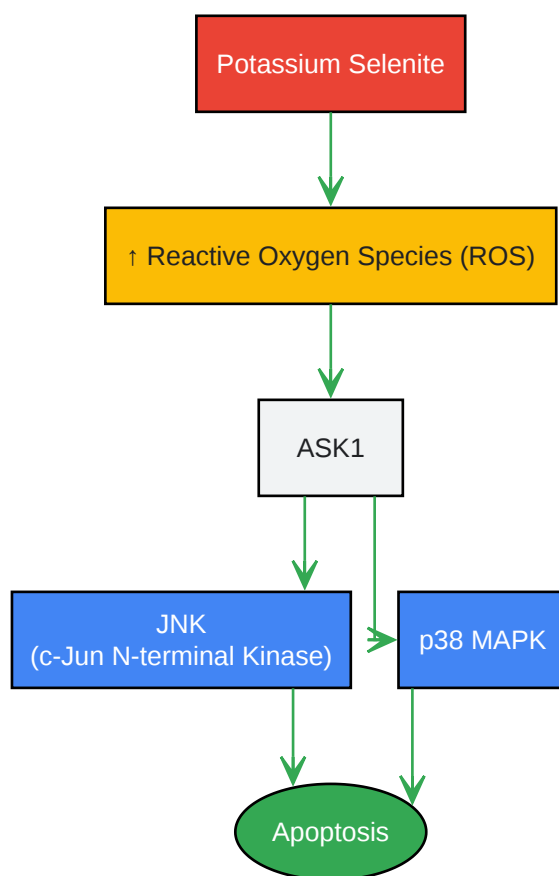 Potassium Selenite
↑ Reactive Oxygen Species (ROS)
ASK1
JNK
(c-Jun N-terminal Kinase)
p38 MAPK
Apoptosis